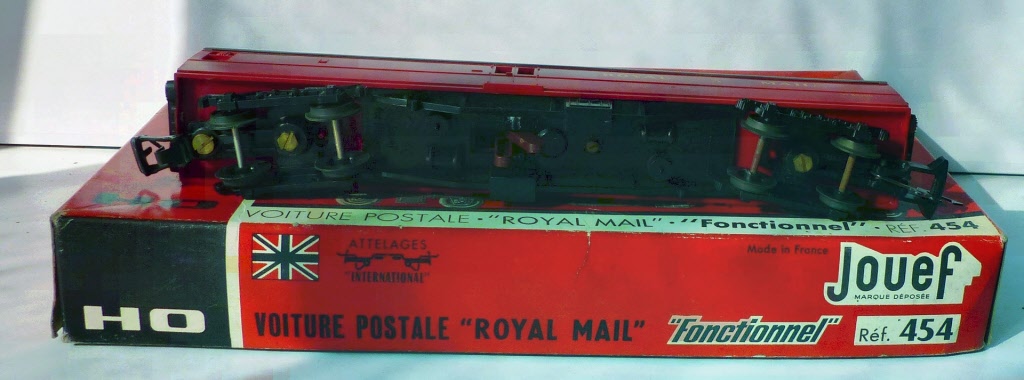 VOITURE POSTALE · "ROYAL MAIL" · "Fonctionnel" · RÉF. 454
ATTELAGES
"INTERNATIONAL"
Made in France
Jouef
MARQUE DÉPOSÉE
HO
VOITURE POSTALE "ROYAL MAIL"
"Fonctionnel"
Réf. 454